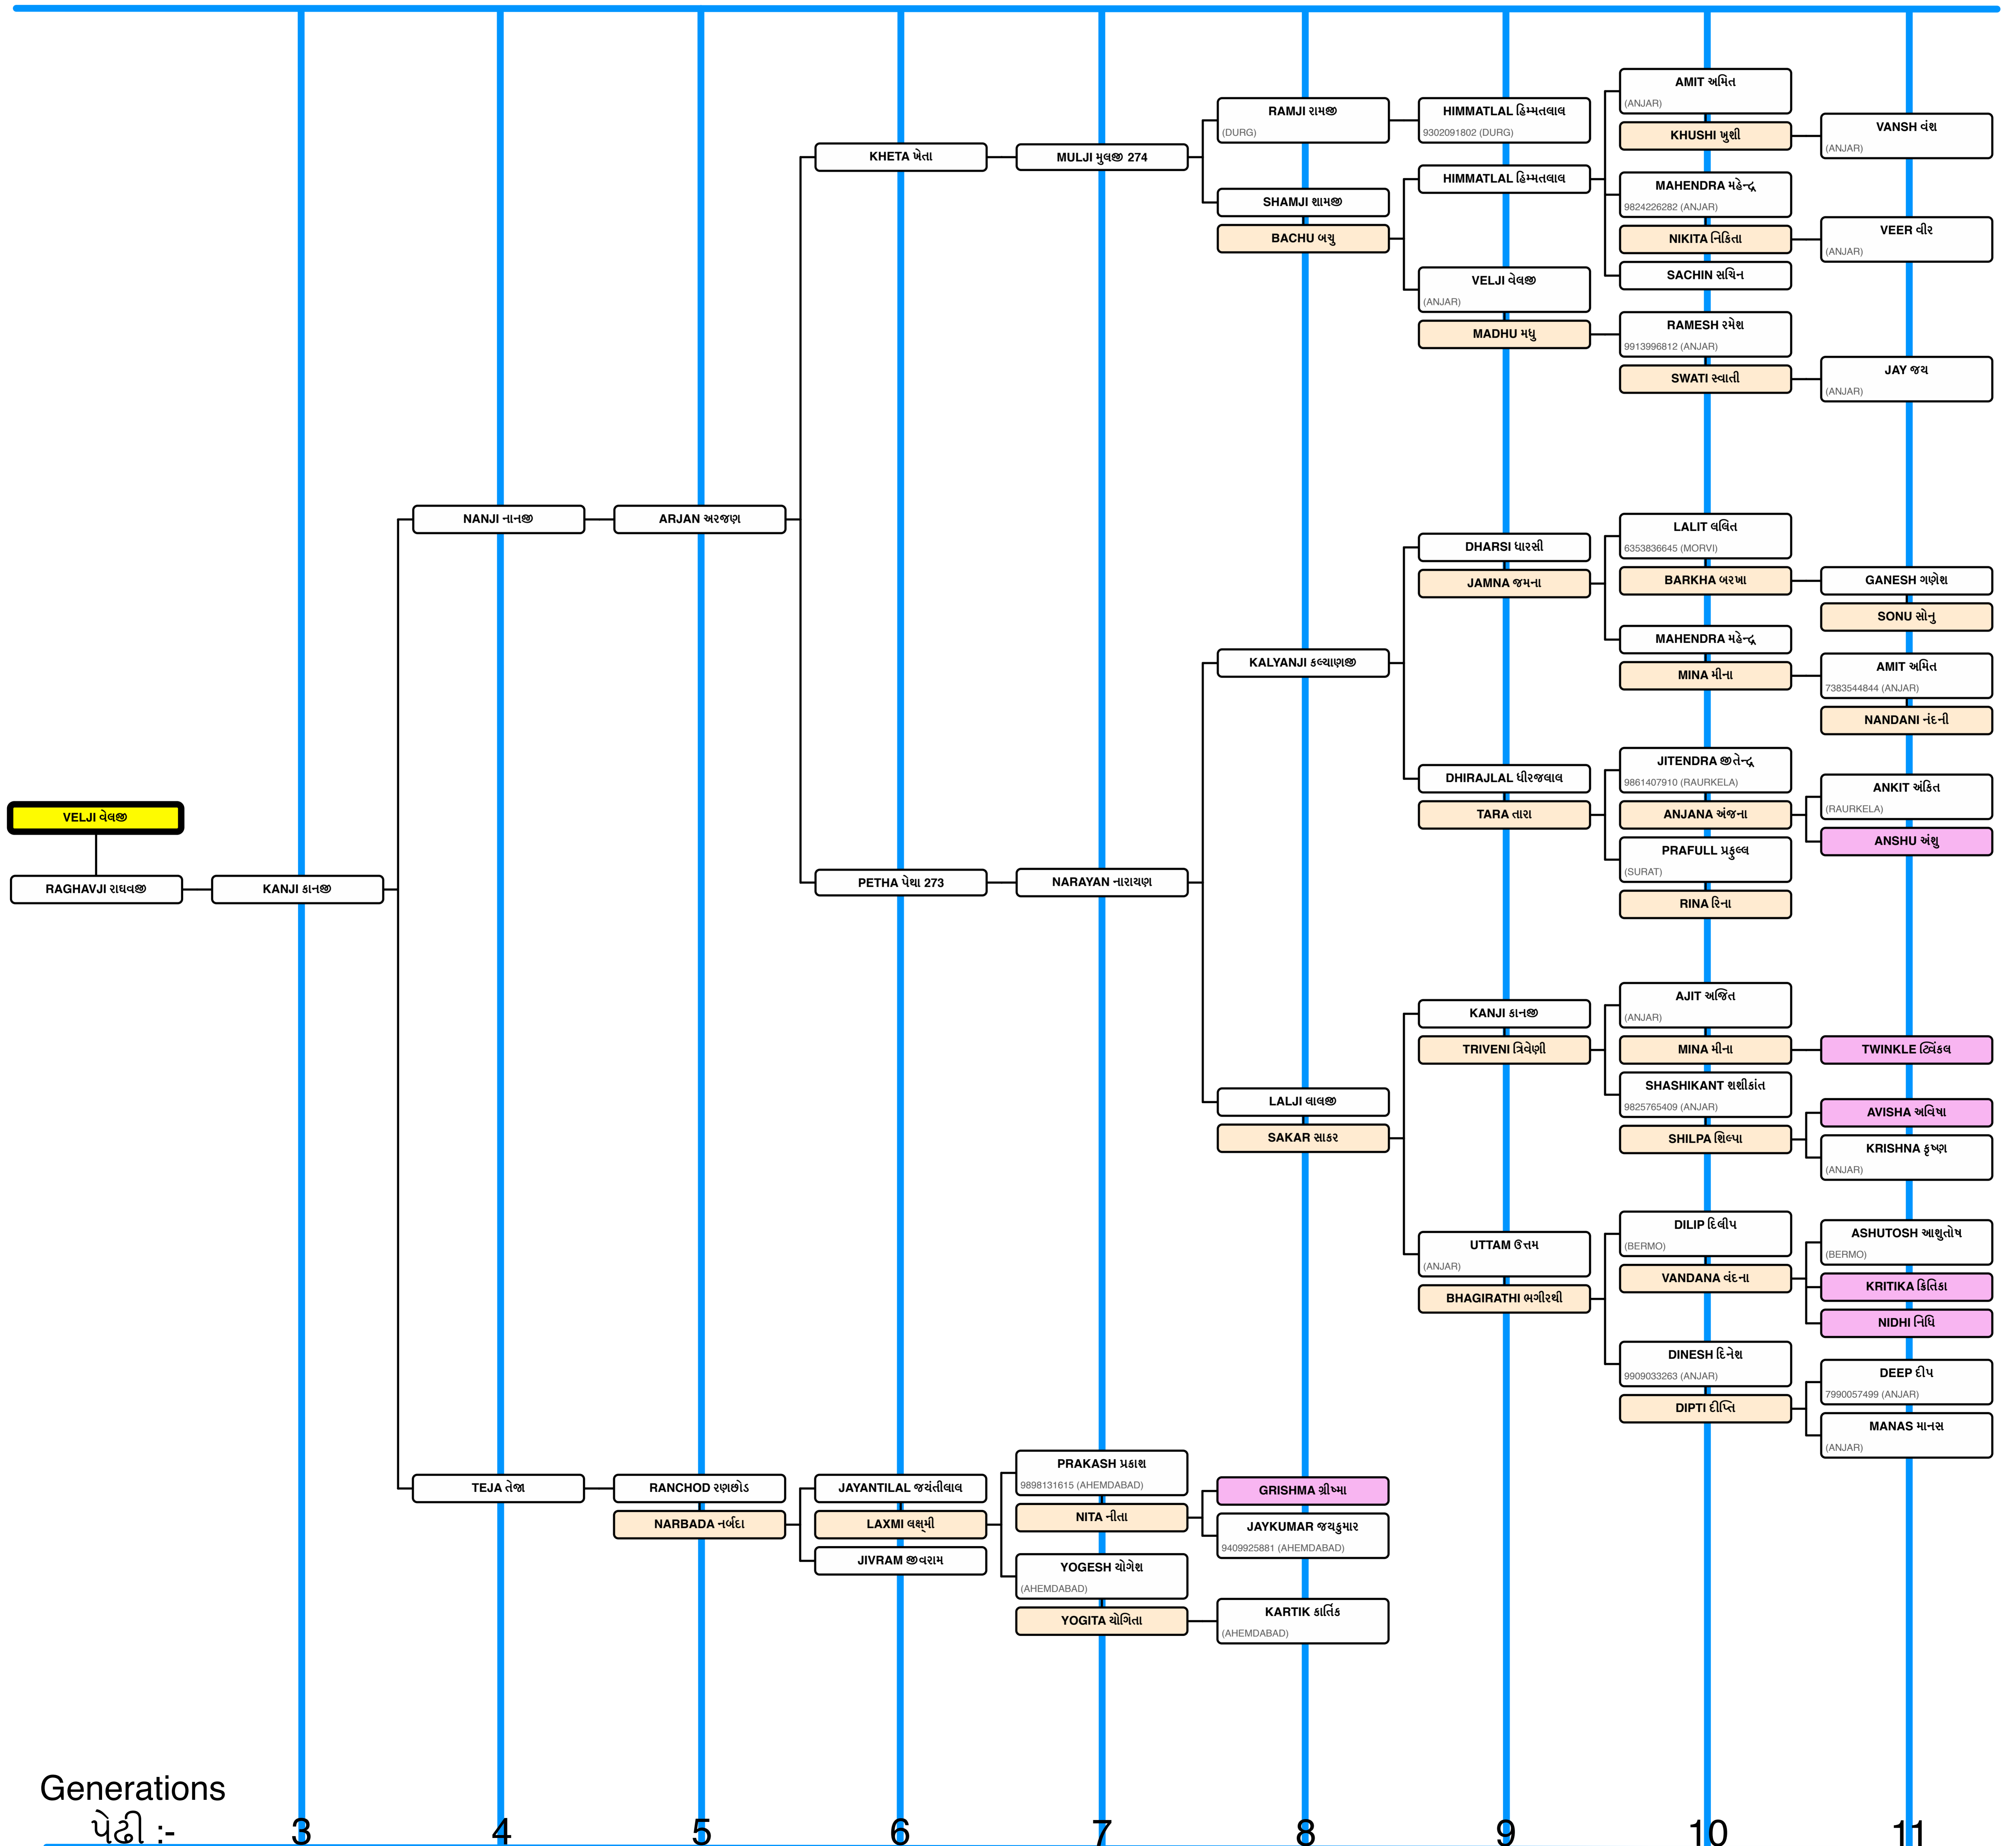 AMIT અમિત
(ANJAR)
KHUSHI ખુશી
VANSH વંશ
(ANJAR)
RAMJI રામજી
(DURG)
HIMMATLAL હિમ્મતલાલ
9302091802 (DURG)
KHETA ખેતા
MULJI મુલજી 274
HIMMATLAL હિમ્મતલાલ
MAHENDRA મહેન્દ્ર
9824226282 (ANJAR)
SHAMJI શામજી
BACHU બચુ
NIKITA નિકિતા
VEER વીર
(ANJAR)
SACHIN સચિન
VELJI વેલજી
(ANJAR)
MADHU મધુ
RAMESH રમેશ
9913996812 (ANJAR)
SWATI સ્વાતી
JAY જય
(ANJAR)
NANJI નાનજી
ARJAN અરજણ
LALIT લલિત
6353836645 (MORVI)
DHARSI ધારસી
JAMNA જમના
BARKHA બરખા
GANESH ગણેશ
SONU સોનુ
MAHENDRA મહેન્દ્ર
KALYANJI કલ્યાણજી
MINA મીના
AMIT અમિત
7383544844 (ANJAR)
NANDANI નંદની
JITENDRA જીતેન્દ્ર
9861407910 (RAURKELA)
DHIRAJLAL ધીરજલાલ
TARA તારા
ANJANA અંજના
ANKIT અંકિત
(RAURKELA)
ANSHU અંશુ
VELJI વેલજી
PRAFULL પ્રફુલ્લ
(SURAT)
RINA રિના
RAGHAVJI રાઘવજી
KANJI કાનજી
PETHA પેથા 273
NARAYAN નારાયણ
AJIT અજિત
(ANJAR)
KANJI કાનજી
TRIVENI ત્રિવેણી
MINA મીના
TWINKLE ટ્વિંકલ
SHASHIKANT શશીકાંત
9825765409 (ANJAR)
LALJI લાલજી
SAKAR સાકર
SHILPA શિલ્પા
AVISHA અવિષા
KRISHNA કૃષ્ણ
(ANJAR)
DILIP દિલીપ
(BERMO)
UTTAM ઉત્તમ
(ANJAR)
BHAGIRATHI ભગીરથી
VANDANA વંદના
ASHUTOSH આશુતોષ
(BERMO)
KRITIKA ક્રિતિકા
NIDHI નિધિ
DINESH દિનેશ
9909033263 (ANJAR)
DIPTI દીપ્તિ
DEEP દીપ
7990057499 (ANJAR)
MANAS માનસ
(ANJAR)
TEJA તેજા
RANCHOD રણછોડ
NARBADA નર્બદા
JAYANTILAL જયંતીલાલ
LAXMI લક્ષ્મી
JIVRAM જીવરામ
PRAKASH પ્રકાશ
9898131615 (AHEMDABAD)
NITA નીતા
GRISHMA ગ્રીષ્મા
JAYKUMAR જયકુમાર
9409925881 (AHEMDABAD)
YOGESH યોગેશ
(AHEMDABAD)
YOGITA યોગિતા
KARTIK કાર્તિક
(AHEMDABAD)
Generations
પેઢી :- 3 4 5 6 7 8 9 10 11